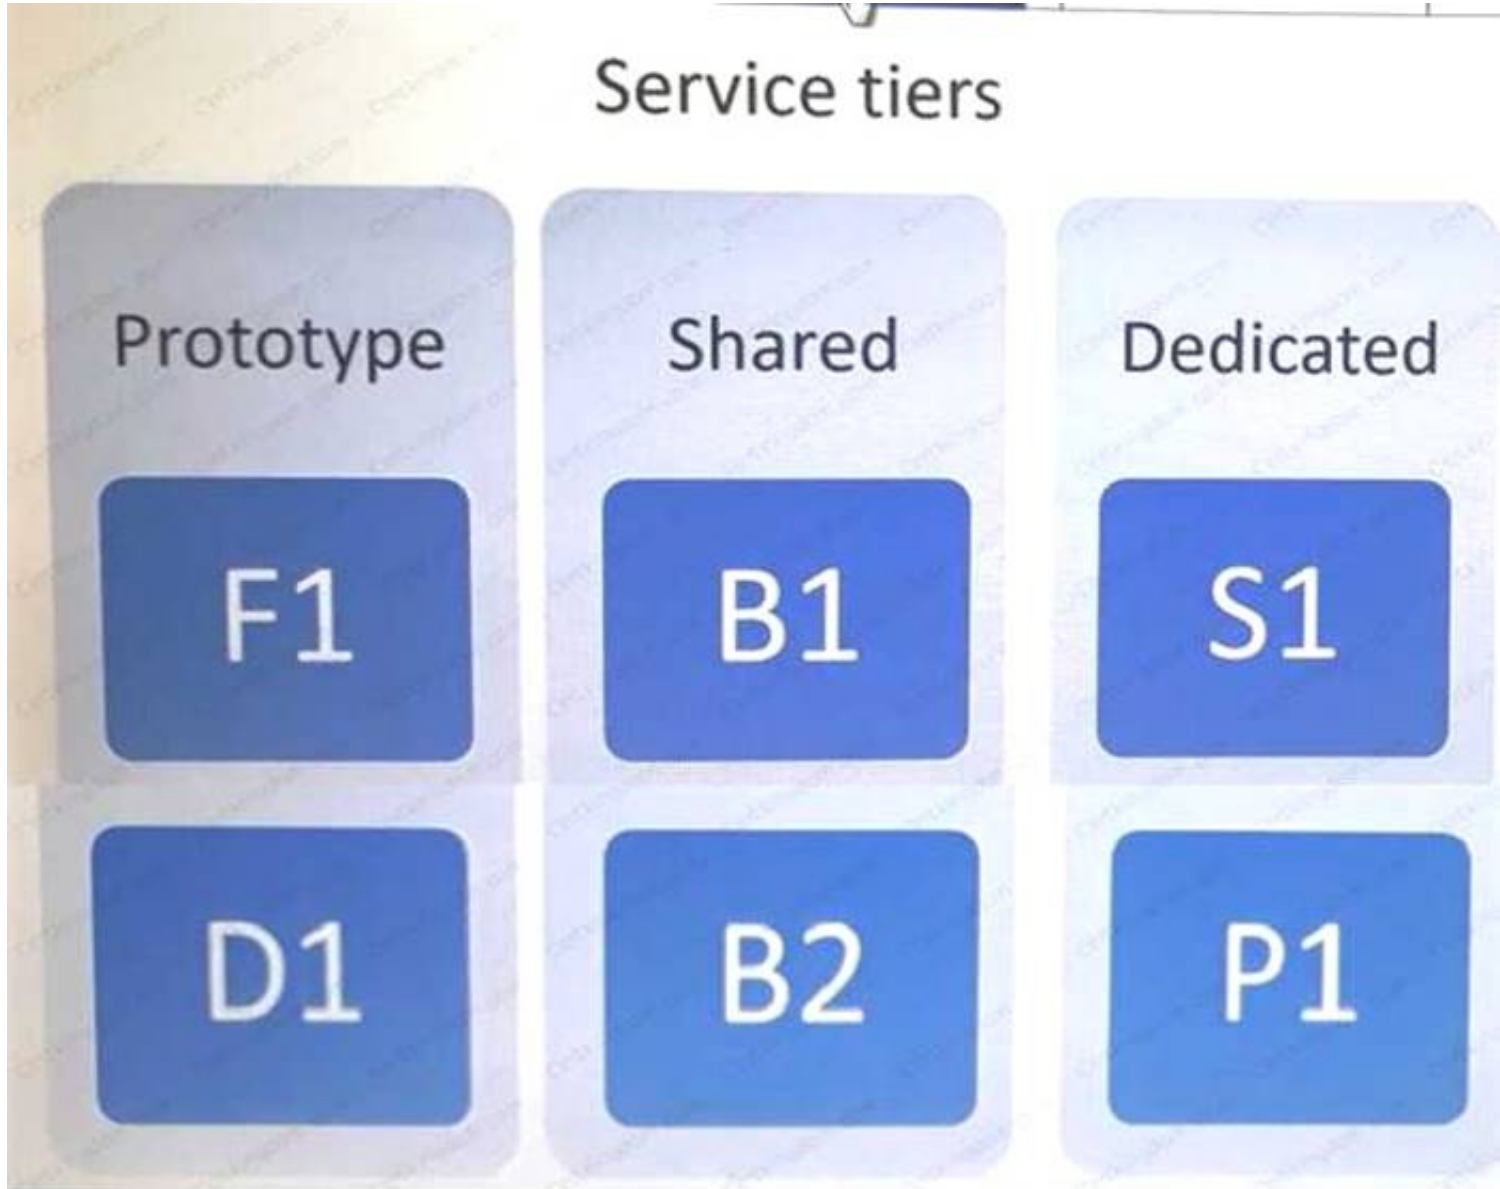 Service tiers
Prototype
Shared
Dedicated
F1
B1
S1
D1
B2
P1